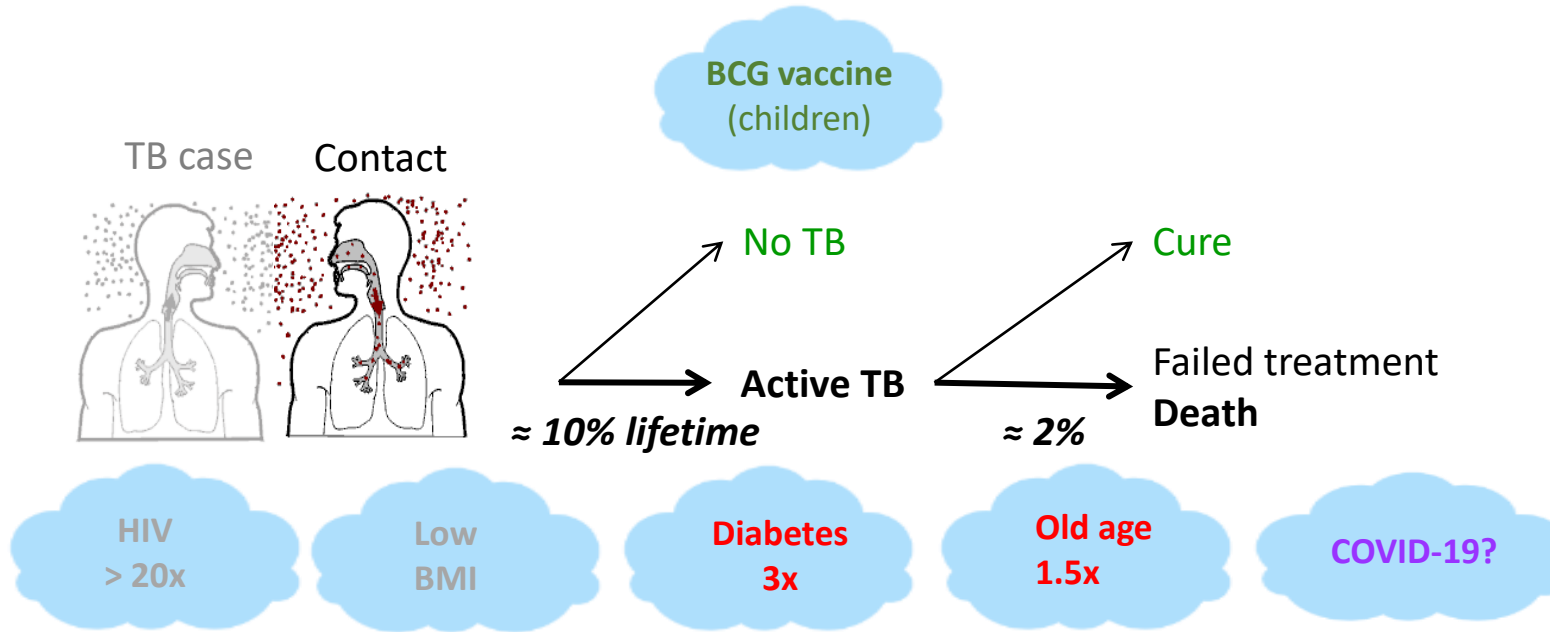 BCG vaccine
(children)
TB case
Contact
No TB
Cure
Active TB
Failed treatment
Death
≈ 10% lifetime
≈ 2%
HIV
> 20x
Low
BMI
Diabetes
3x
Old age
1.5x
COVID-19?